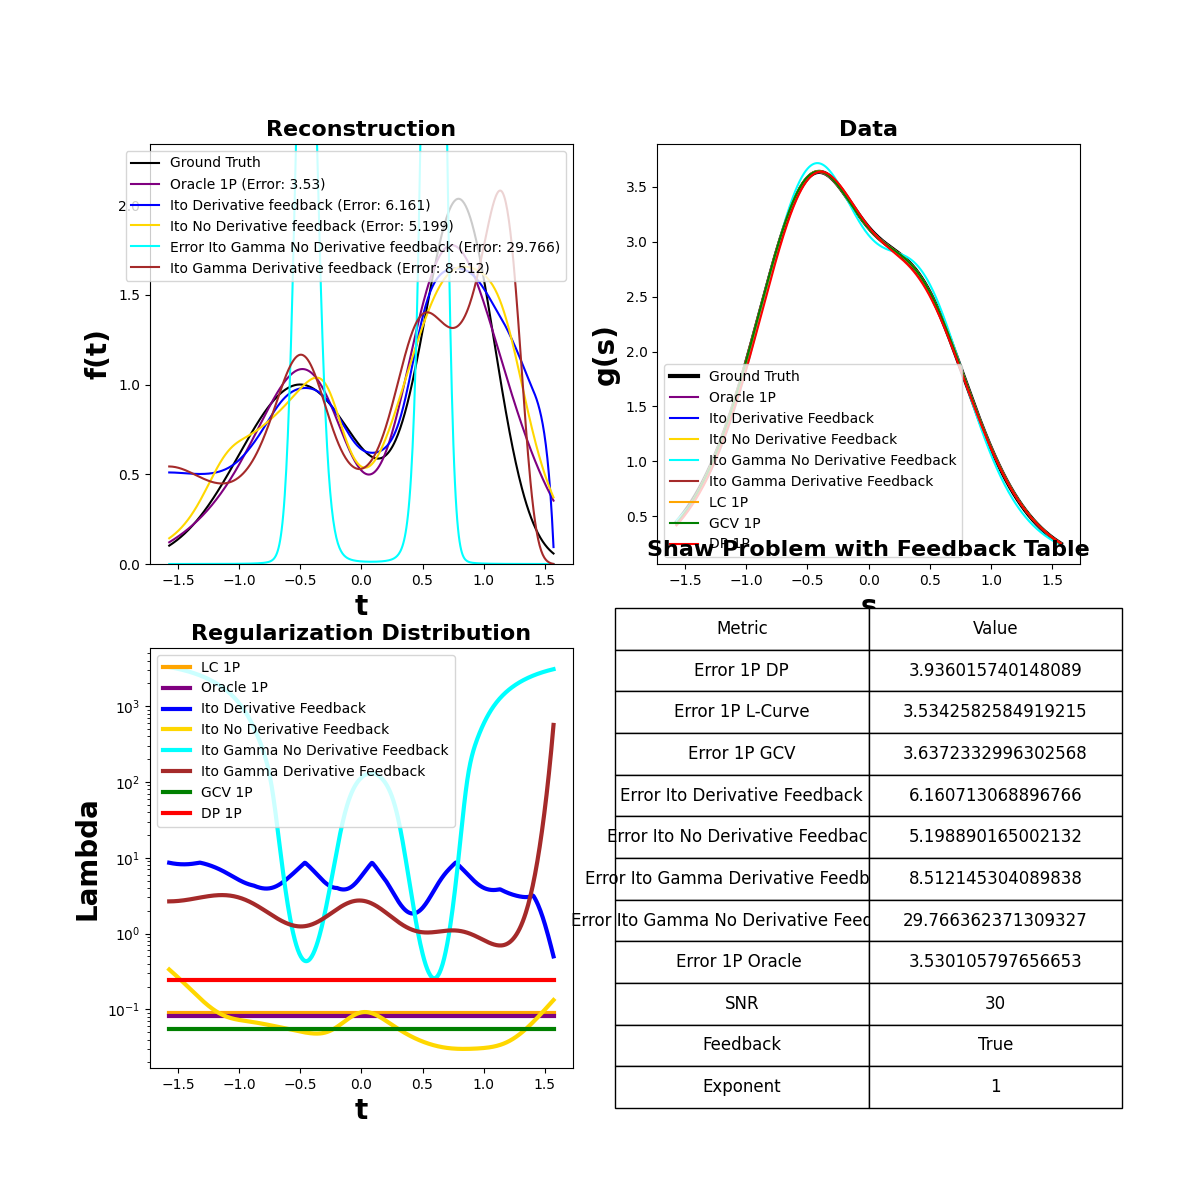 Reconstruction
Ground Truth
Oracle 1P (Error: 3.53)
Ito Derivative feedback (Error: 6.161)
Ito No Derivative feedback (Error: 5.199)
Error Ito Gamma No Derivative feedback (Error: 29.766)
Ito Gamma Derivative feedback (Error: 8.512)
f(t)
2.0
1.5
1.0
0.5
0.0
−1.5 −1.0 −0.5 0.0 0.5 1.0 1.5
t
Data
g(s)
3.5
3.0
2.5
2.0
1.5
1.0
0.5
Ground Truth
Oracle 1P
Ito Derivative Feedback
Ito No Derivative Feedback
Ito Gamma No Derivative Feedback
Ito Gamma Derivative Feedback
LC 1P
GCV 1P
DP 1P
−1.5 −1.0 −0.5 0.0 0.5 1.0 1.5
s
Regularization Distribution
LC 1P
Oracle 1P
Ito Derivative Feedback
Ito No Derivative Feedback
Ito Gamma No Derivative Feedback
Ito Gamma Derivative Feedback
GCV 1P
DP 1P
Lambda
10³
10²
10¹
10⁰
10⁻¹
−1.5 −1.0 −0.5 0.0 0.5 1.0 1.5
t
Shaw Problem with Feedback Table
Metric Value
Error 1P DP 3.936015740148089
Error 1P L-Curve 3.5342582584919215
Error 1P GCV 3.6372332996302568
Error Ito Derivative Feedback 6.160713068896766
Error Ito No Derivative Feedbac 5.198890165002132
Error Ito Gamma Derivative Feedb 8.512145304089838
Error Ito Gamma No Derivative Feed 29.766362371309327
Error 1P Oracle 3.530105797656653
SNR 30
Feedback True
Exponent 1